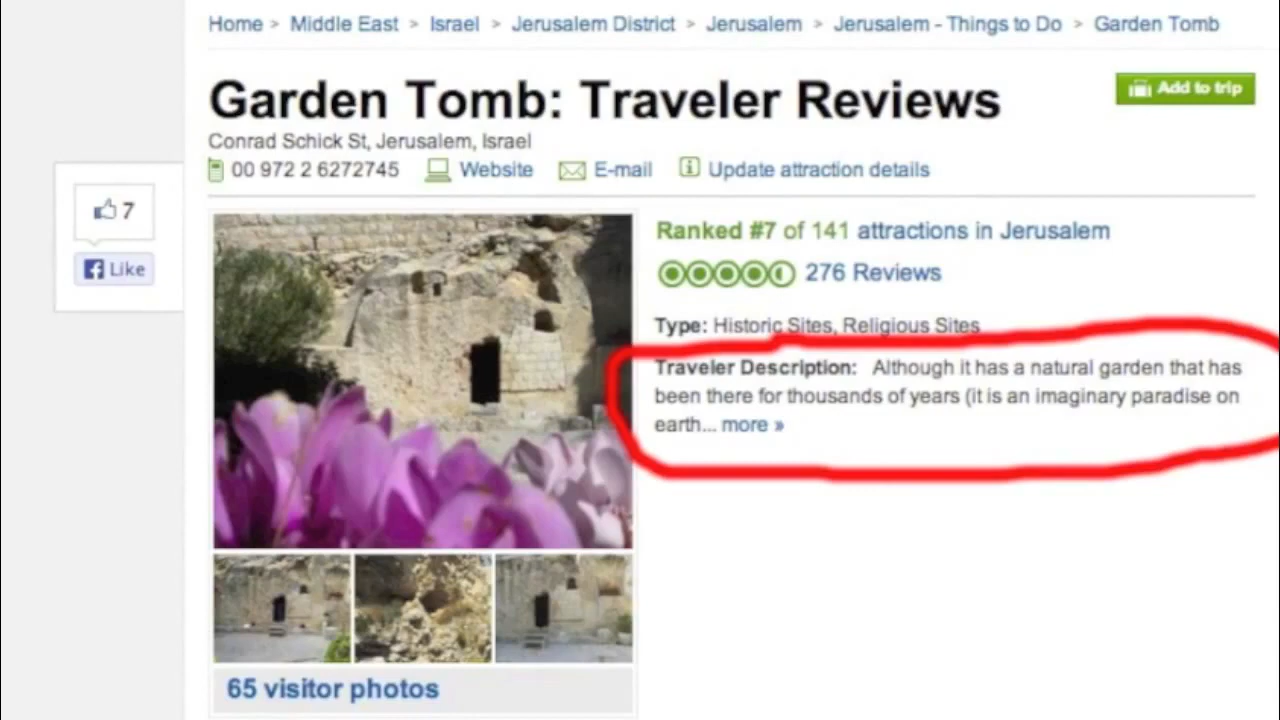 Home > Middle East > Israel > Jerusalem District > Jerusalem > Jerusalem - Things to Do > Garden Tomb
Garden Tomb: Traveler Reviews
Add to trip
Conrad Schick St, Jerusalem, Israel
00 972 2 6272745 Website E-mail Update attraction details
7
Like
Ranked #7 of 141 attractions in Jerusalem
276 Reviews
Type: Historic Sites, Religious Sites
Traveler Description: Although it has a natural garden that has
been there for thousands of years (it is an imaginary paradise on
earth... more »
65 visitor photos